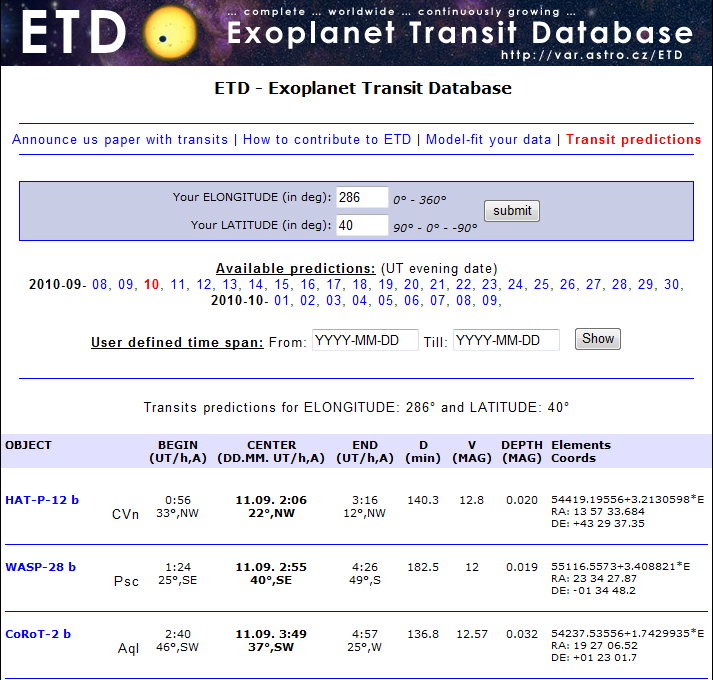 ETD
... complete ... worldwide ... continuously growing ...
Exoplanet Transit Database
http://var.astro.cz/ETD
ETD - Exoplanet Transit Database
Announce us paper with transits | How to contribute to ETD | Model-fit your data | Transit predictions
Your ELONGITUDE (in deg): 286 0° - 360°
submit
Your LATITUDE (in deg): 40 90° - 0° - -90°
Available predictions: (UT evening date)
2010-09- 08, 09, 10, 11, 12, 13, 14, 15, 16, 17, 18, 19, 20, 21, 22, 23, 24, 25, 26, 27, 28, 29, 30,
2010-10- 01, 02, 03, 04, 05, 06, 07, 08, 09,
User defined time span: From: YYYY-MM-DD Till: YYYY-MM-DD Show
Transits predictions for ELONGITUDE: 286° and LATITUDE: 40°
OBJECT BEGIN CENTER END D V DEPTH Elements
(UT/h,A) (DD.MM. UT/h,A) (UT/h,A) (min) (MAG) (MAG) Coords
HAT-P-12 b 0:56 11.09. 2:06 3:16 140.3 12.8 0.020 54419.19556+3.2130598*E
CVn 33°,NW 22°,NW 12°,NW RA: 13 57 33.684
DE: +43 29 37.35
WASP-28 b 1:24 11.09. 2:55 4:26 182.5 12 0.019 55116.5573+3.408821*E
Psc 25°,SE 40°,SE 49°,S RA: 23 34 27.87
DE: -01 34 48.2
CoRoT-2 b 2:40 11.09. 3:49 4:57 136.8 12.57 0.032 54237.53556+1.7429935*E
Aql 46°,SW 37°,SW 25°,W RA: 19 27 06.52
DE: +01 23 01.7